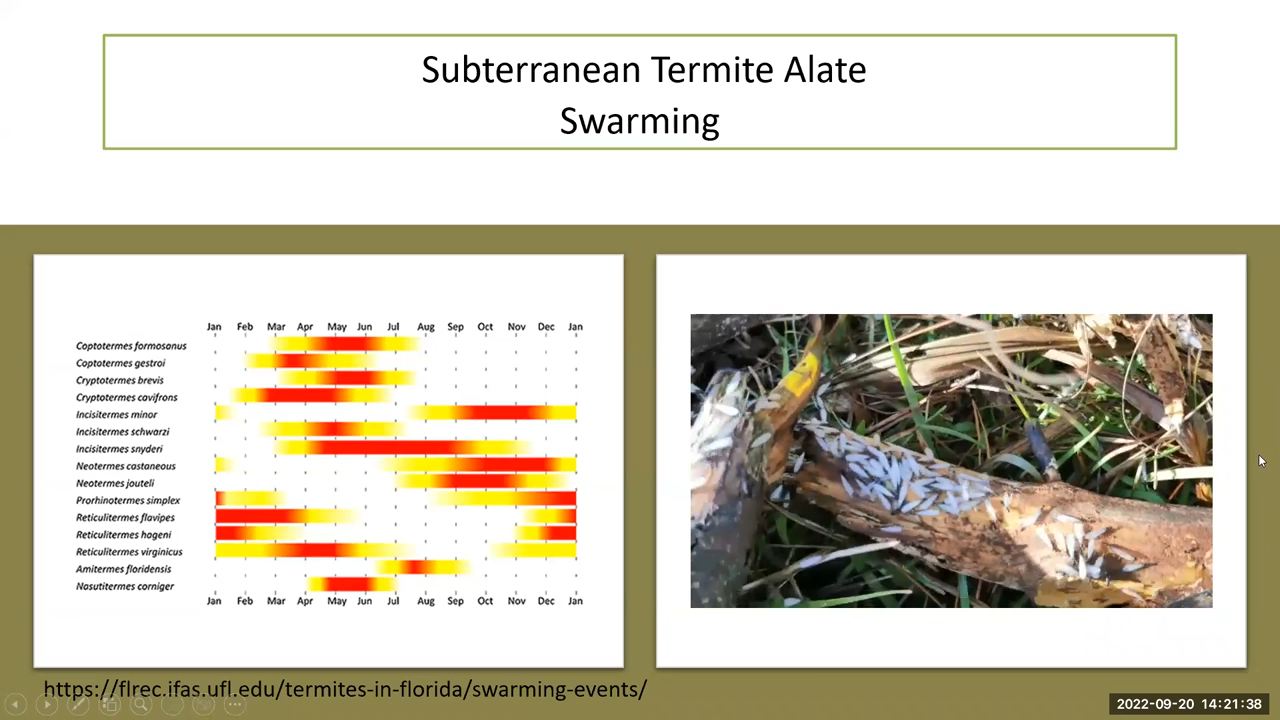 Subterranean Termite Alate
Swarming
Jan Feb Mar Apr May Jun Jul Aug Sep Oct Nov Dec Jan
Coptotermes formosanus
Coptotermes gestroi
Cryptotermes brevis
Cryptotermes cavifrons
Incisitermes minor
Incisitermes schwarzi
Incisitermes snyderi
Neotermes castaneous
Neotermes jouteli
Prorhinotermes simplex
Reticulitermes flavipes
Reticulitermes hageni
Reticulitermes virginicus
Amitermes floridensis
Nasutitermes corniger
Jan Feb Mar Apr May Jun Jul Aug Sep Oct Nov Dec Jan
https://flrec.ifas.ufl.edu/termites-in-florida/swarming-events/
2022-09-20 14:21:38